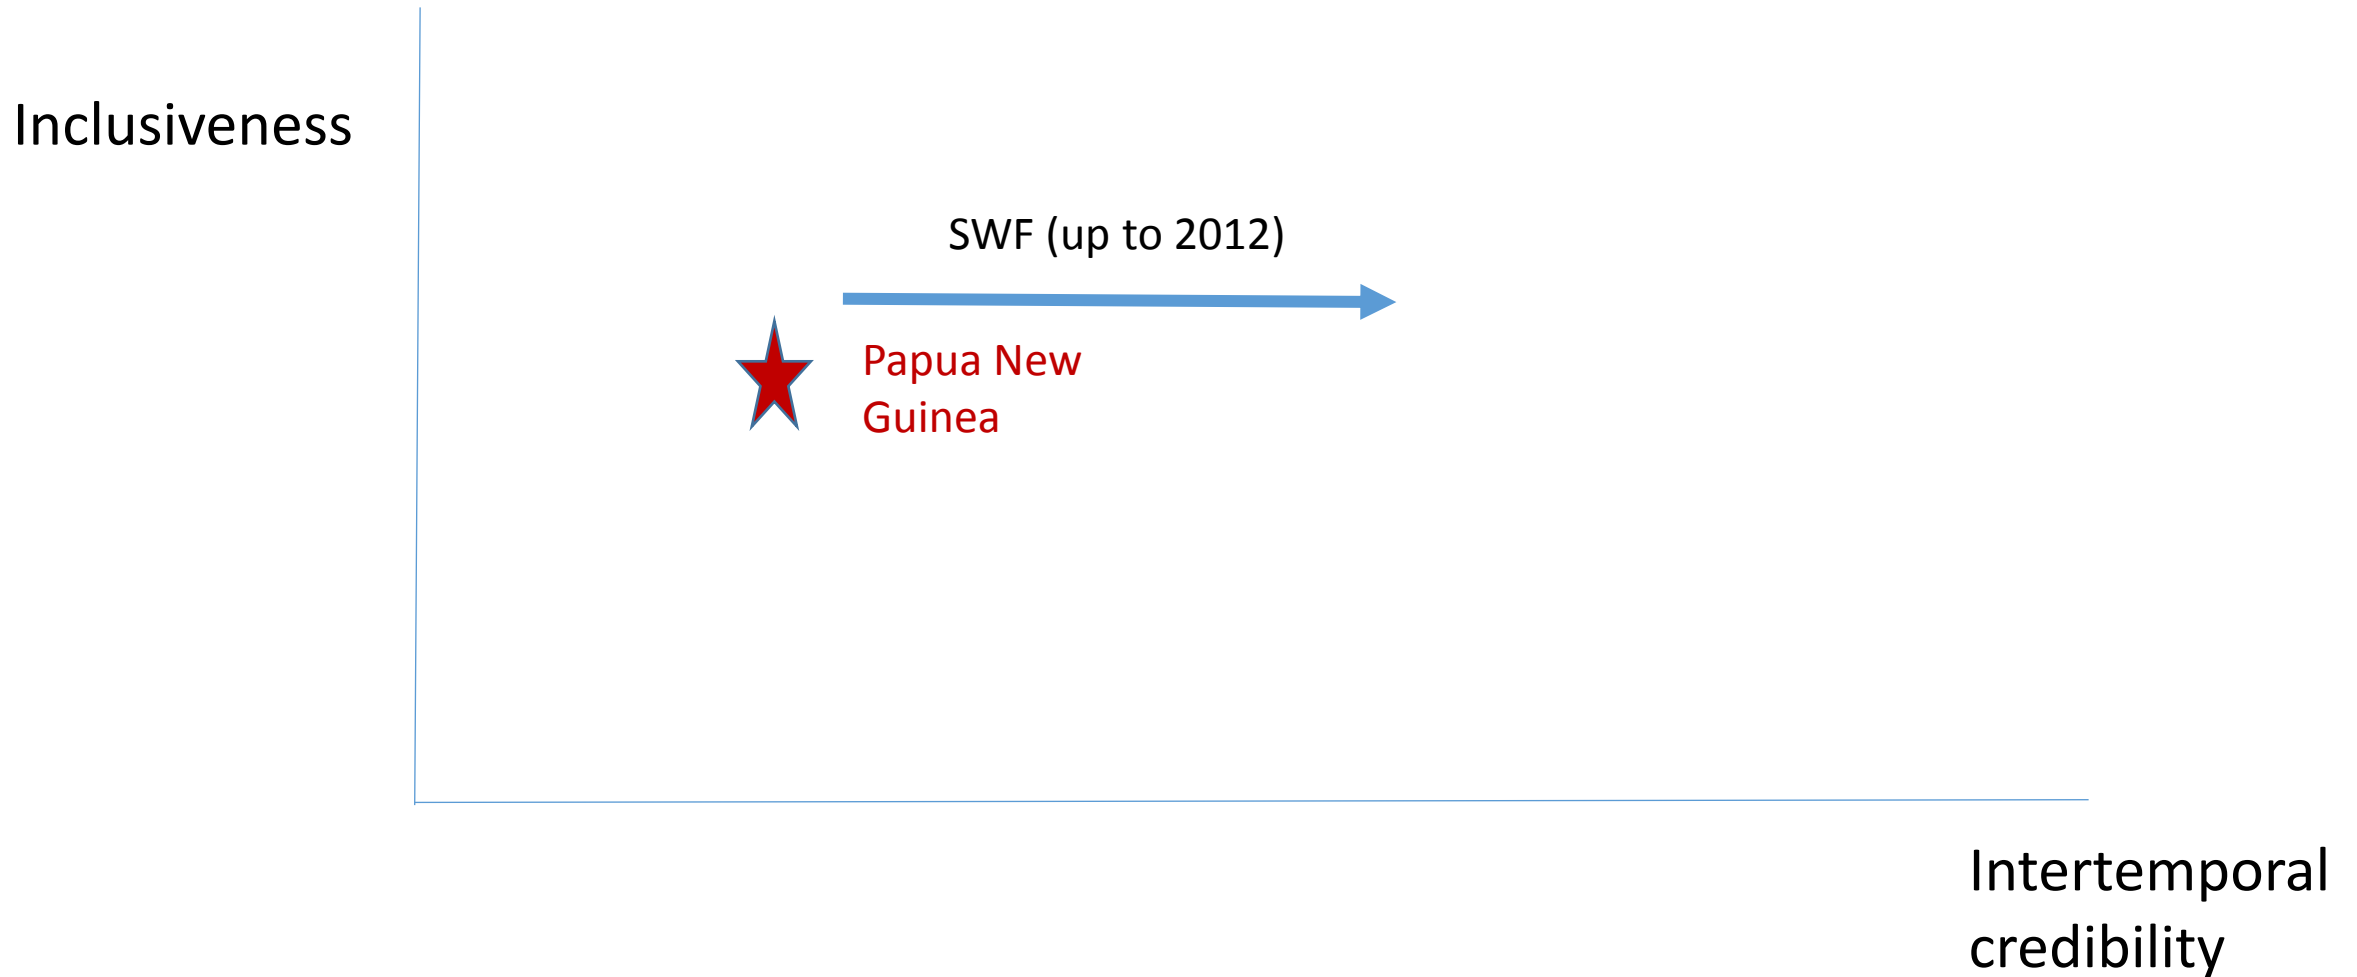 Inclusiveness
SWF (up to 2012)
Papua New
Guinea
Intertemporal
credibility